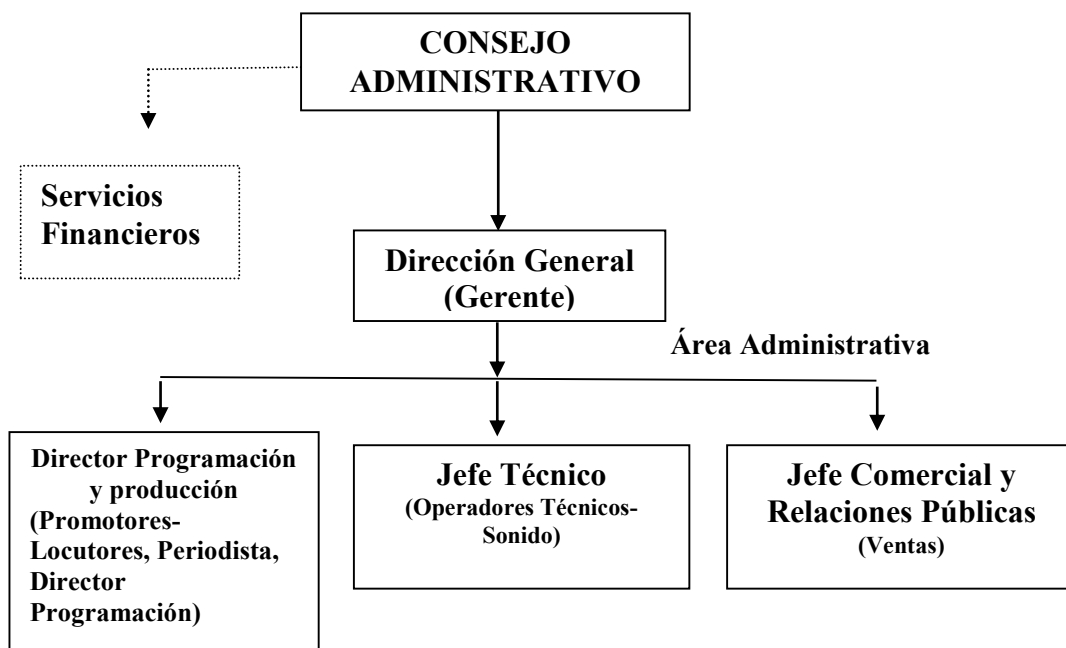 CONSEJO
ADMINISTRATIVO
Servicios
Financieros
Dirección General
(Gerente)
Área Administrativa
Director Programación
y producción
(Promotores-
Locutores, Periodista,
Director
Programación)
Jefe Técnico
(Operadores Técnicos-
Sonido)
Jefe Comercial y
Relaciones Públicas
(Ventas)